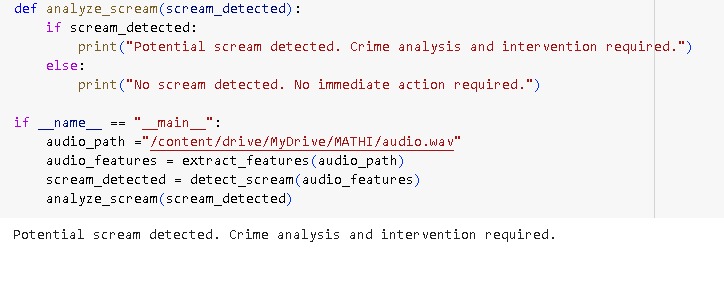 def analyze_scream(scream_detected):
    if scream_detected:
        print("Potential scream detected. Crime analysis and intervention required.")
    else:
        print("No scream detected. No immediate action required.")

if __name__ == "__main__":
    audio_path ="/content/drive/MyDrive/MATHI/audio.wav"
    audio_features = extract_features(audio_path)
    scream_detected = detect_scream(audio_features)
    analyze_scream(scream_detected)

Potential scream detected. Crime analysis and intervention required.